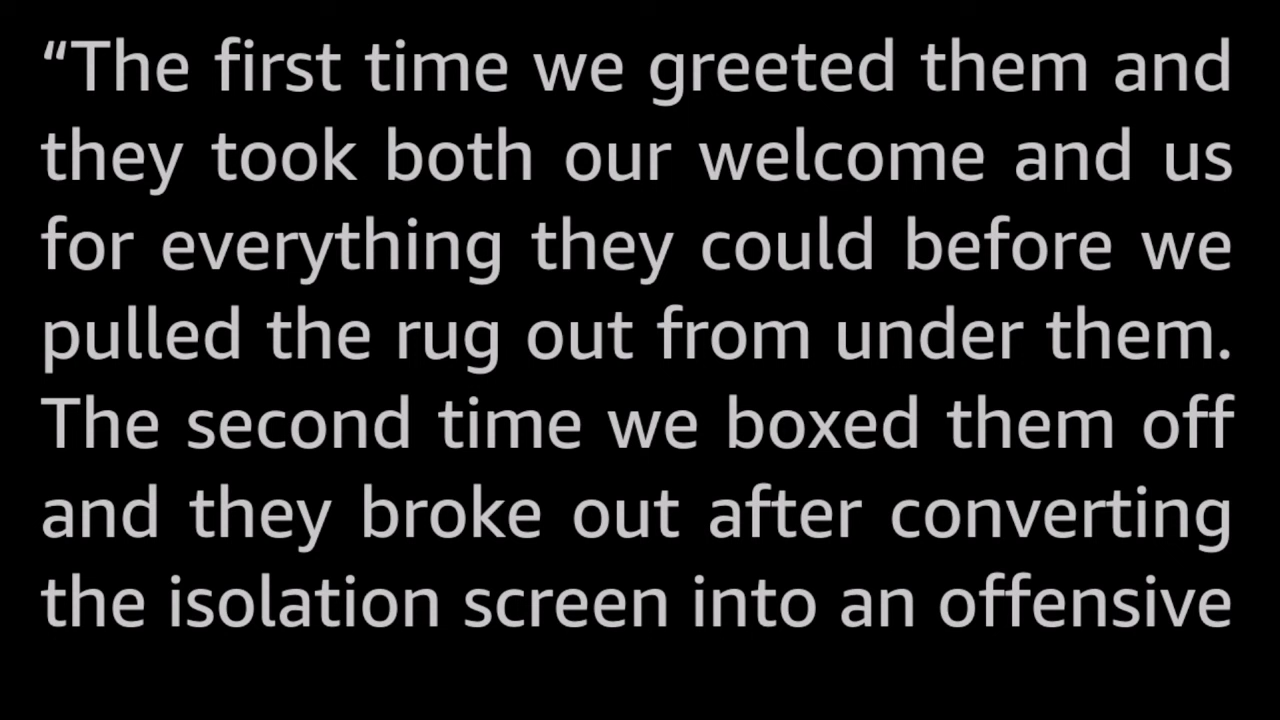 “The first time we greeted them and
they took both our welcome and us
for everything they could before we
pulled the rug out from under them.
The second time we boxed them off
and they broke out after converting
the isolation screen into an offensive